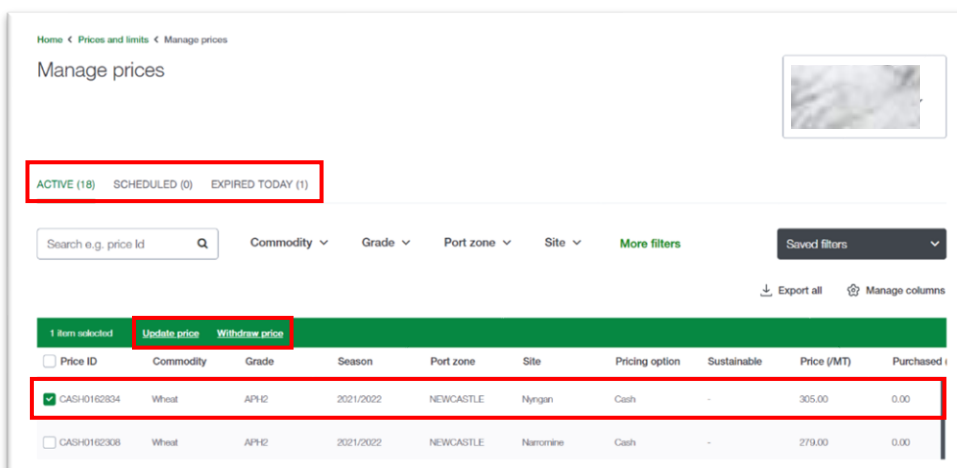 Home < Prices and limits < Manage prices
Manage prices
ACTIVE (18) SCHEDULED (0) EXPIRED TODAY (1)
Search e.g. price Id Commodity Grade Port zone Site More filters Saved filters
Export all Manage columns
1 item selected Update price Withdraw price
Price ID Commodity Grade Season Port zone Site Pricing option Sustainable Price (/MT) Purchased
CASH0162834 Wheat APH2 2021/2022 NEWCASTLE Nyngan Cash - 305.00 0.00
CASH0162308 Wheat APH2 2021/2022 NEWCASTLE Narromine Cash - 279.00 0.00